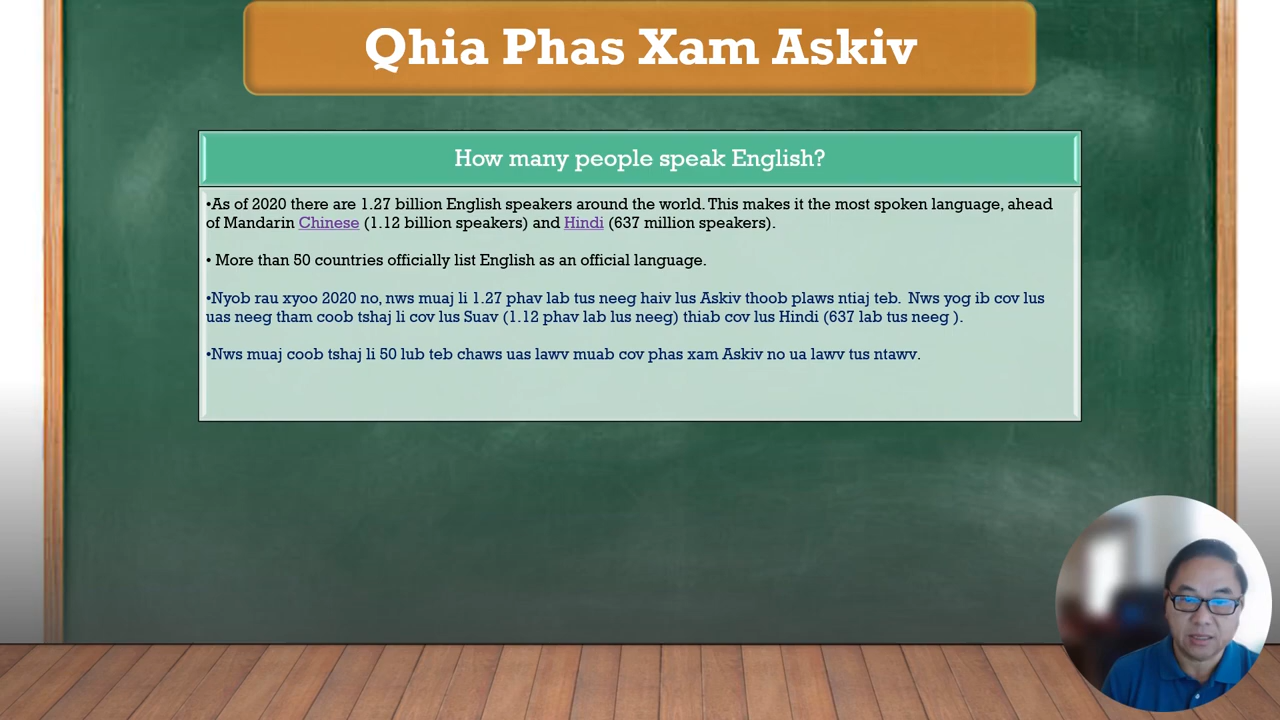 Qhia Phas Xam Askiv
How many people speak English?
•As of 2020 there are 1.27 billion English speakers around the world. This makes it the most spoken language, ahead
of Mandarin Chinese (1.12 billion speakers) and Hindi (637 million speakers).
• More than 50 countries officially list English as an official language.
•Nyob rau xyoo 2020 no, nws muaj li 1.27 phav lab tus neeg haiv lus Askiv thoob plaws ntiaj teb.  Nws yog ib cov lus
uas neeg tham coob tshaj li cov lus Suav (1.12 phav lab lus neeg) thiab cov lus Hindi (637 lab tus neeg ).
•Nws muaj coob tshaj li 50 lub teb chaws uas lawv muab cov phas xam Askiv no ua lawv tus ntawv.